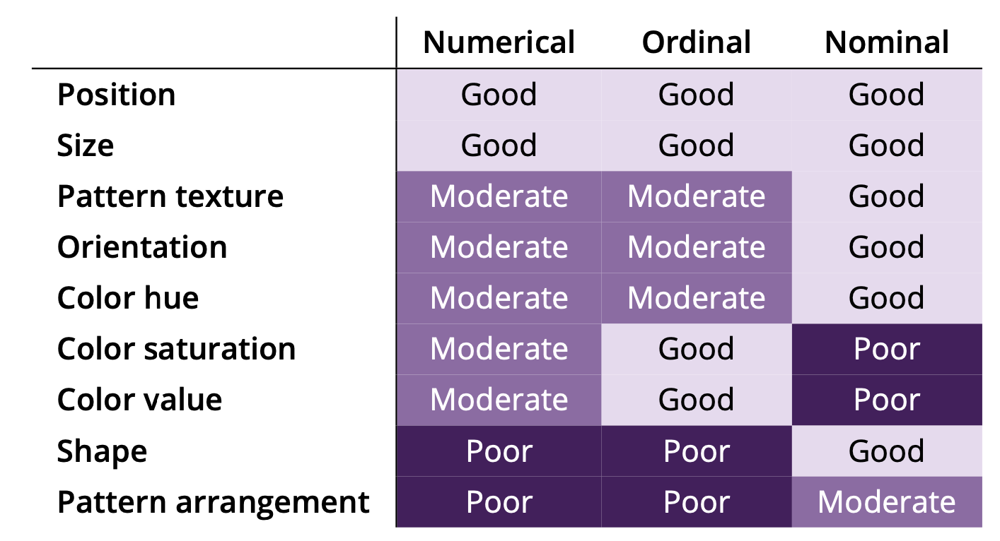 Numerical Ordinal Nominal
Position Good Good Good
Size Good Good Good
Pattern texture Moderate Moderate Good
Orientation Moderate Moderate Good
Color hue Moderate Moderate Good
Color saturation Moderate Good Poor
Color value Moderate Good Poor
Shape Poor Poor Good
Pattern arrangement Poor Poor Moderate